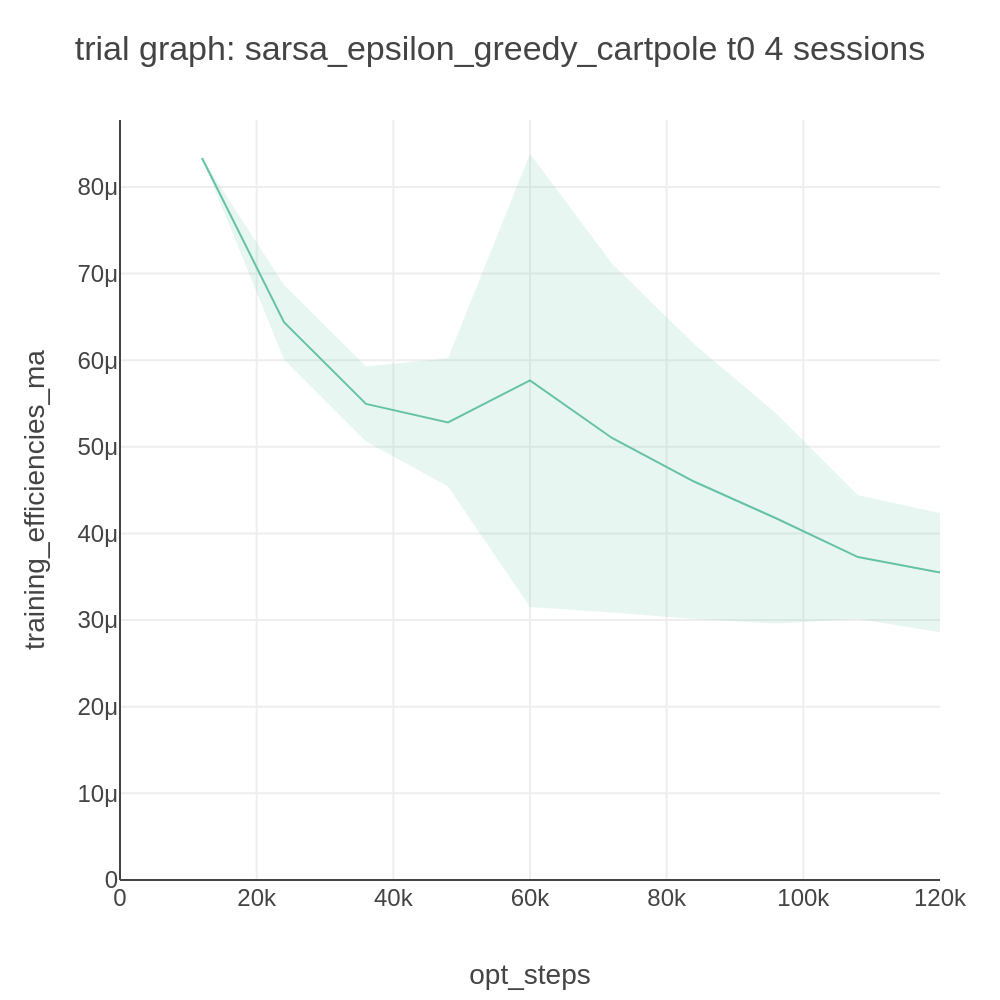 trial graph: sarsa_epsilon_greedy_cartpole t0 4 sessions
training_efficiencies_ma
80μ
70μ
60μ
50μ
40μ
30μ
20μ
10μ
0
0
20k
40k
60k
80k
100k
120k
opt_steps